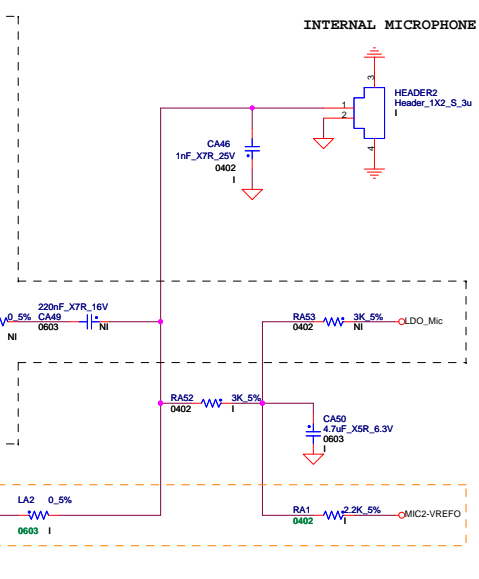 INTERNAL MICROPHONE
3
HEADER2
Header_1X2_S_3u
I
1
2
4
CA46
1nF_X7R_25V
0402
I
220nF_X7R_16V
0_5% CA49
0603 NI
NI
RA53 3K_5%
0402 NI
LDO_Mic
RA52 3K_5%
0402 I
CA50
4.7uF_X5R_6.3V
0603
I
LA2 0_5%
0603 I
RA1 2.2K_5%
0402 I
MIC2-VREFO